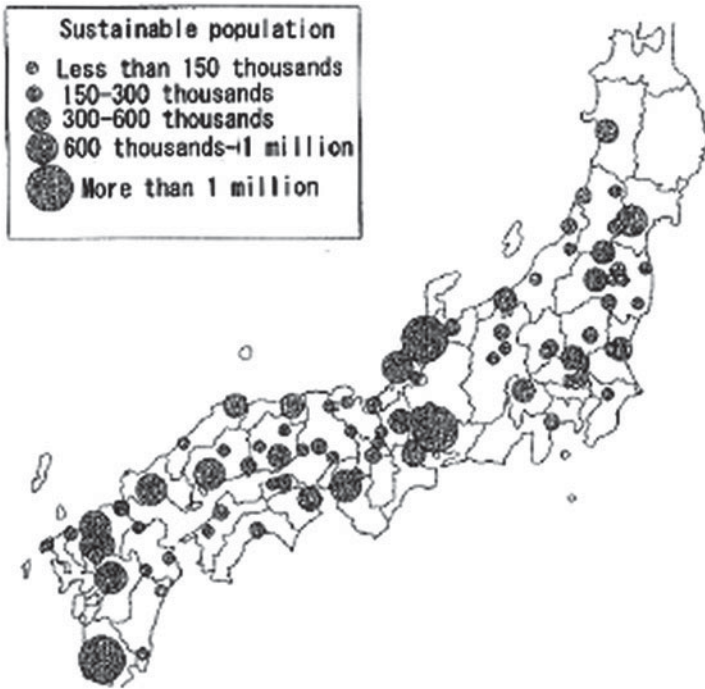 Sustainable population
Less than 150 thousands
150-300 thousands
300-600 thousands
600 thousands-1 million
More than 1 million